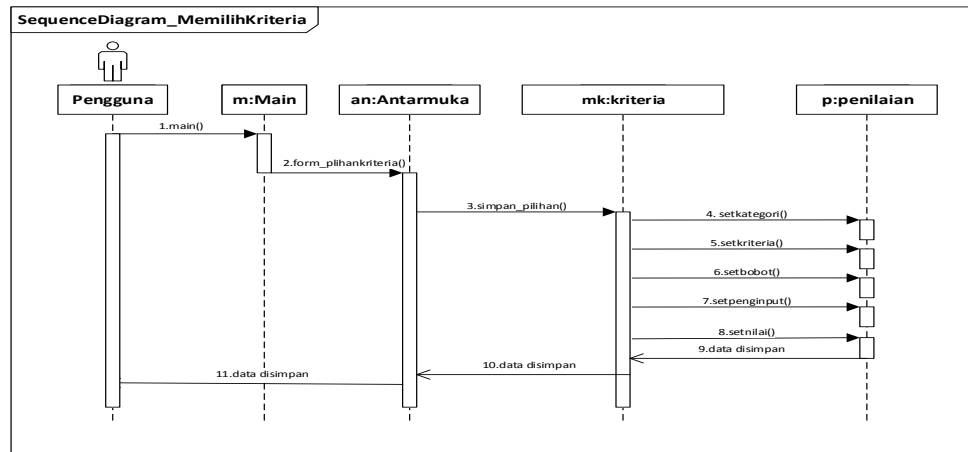 SequenceDiagram_MemilihKriteria
Pengguna
m:Main
an:Antarmuka
mk:kriteria
p:penilaian
1.main()
2.form_plihankriteria()
3.simpan_pilihan()
4. setkategori()
5.setkriteria()
6.setbobot()
7.setpenginput()
8.setnilai()
9.data disimpan
10.data disimpan
11.data disimpan